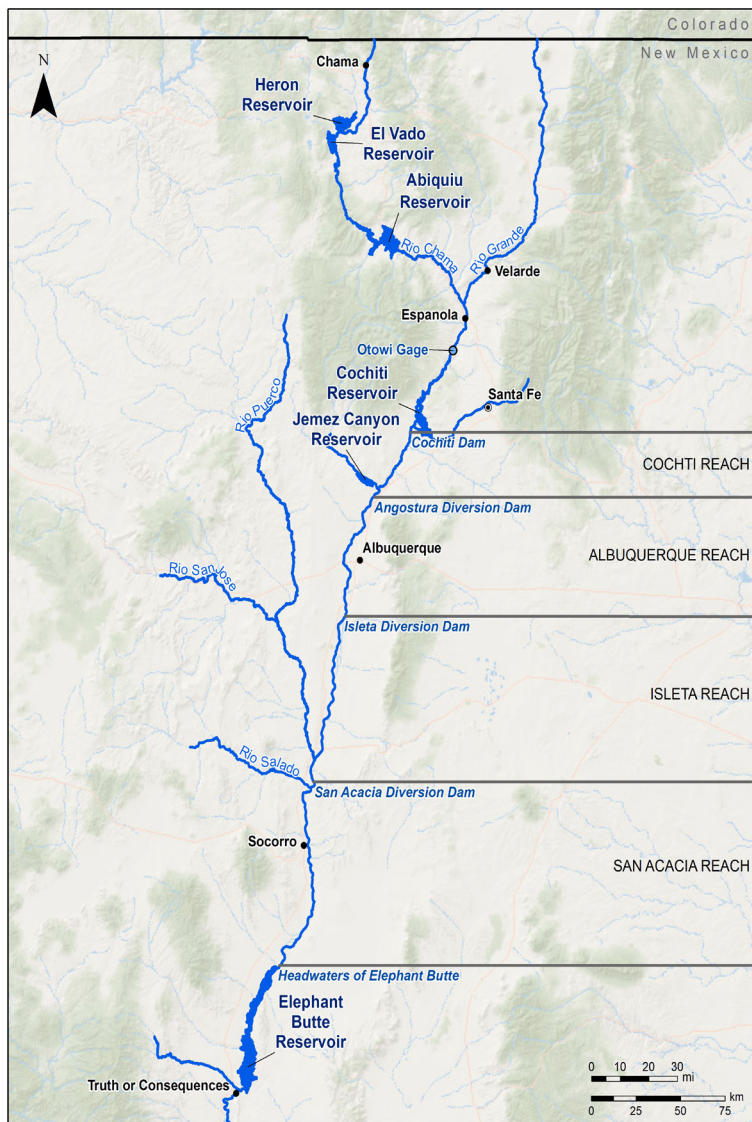 Colorado
New Mexico
N
Chama
Heron
Reservoir
El Vado
Reservoir
Abiquiu
Reservoir
Rio Chama
Rio Grande
Velarde
Espanola
Otowi Gage
Cochiti
Reservoir
Santa Fe
Rio Puerco
Jemez Canyon
Reservoir
Cochiti Dam
COCHTI REACH
Angostura Diversion Dam
Albuquerque
ALBUQUERQUE REACH
Rio San Jose
Isleta Diversion Dam
ISLETA REACH
Rio Salado
San Acacia Diversion Dam
Socorro
SAN ACACIA REACH
Headwaters of Elephant Butte
Elephant
Butte
Reservoir
Truth or Consequences
0 10 20 30
mi
km
0 25 50 75